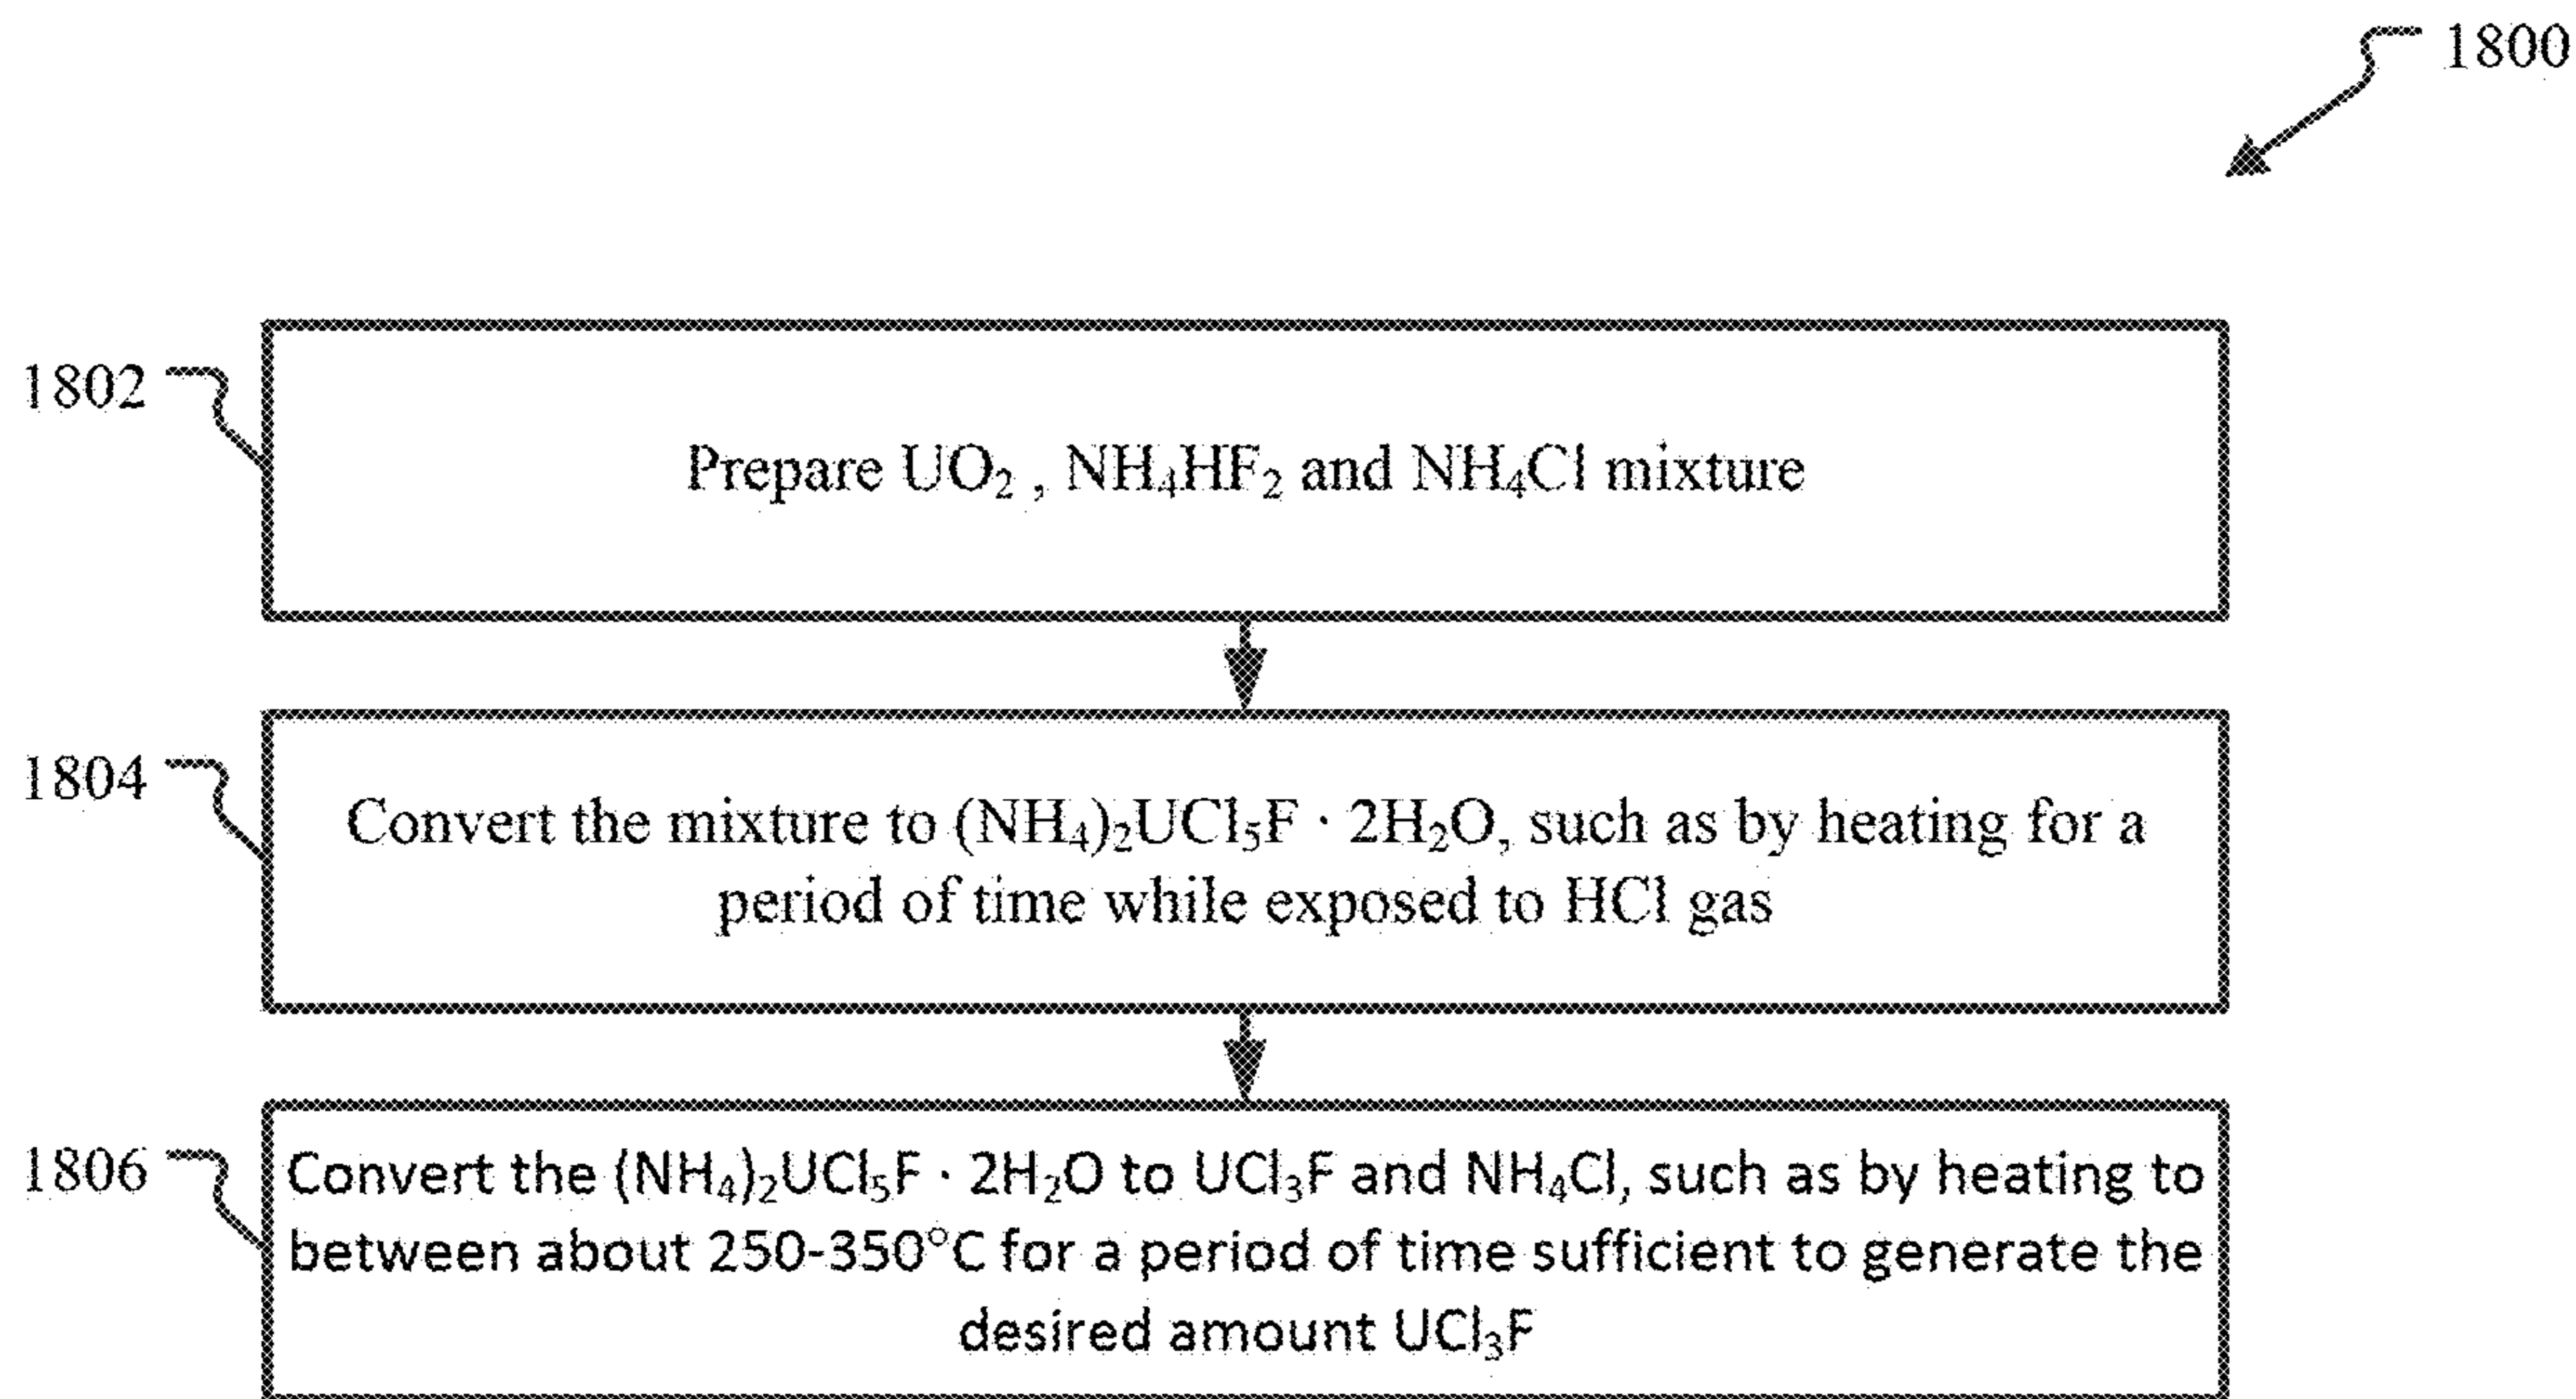 1800
1802
Prepare UO₂ , NH₄HF₂ and NH₄Cl mixture
1804
Convert the mixture to (NH₄)₂UCl₅F · 2H₂O, such as by heating for a
period of time while exposed to HCl gas
1806
Convert the (NH₄)₂UCl₅F · 2H₂O to UCl₃F and NH₄Cl, such as by heating to
between about 250-350°C for a period of time sufficient to generate the
desired amount UCl₃F